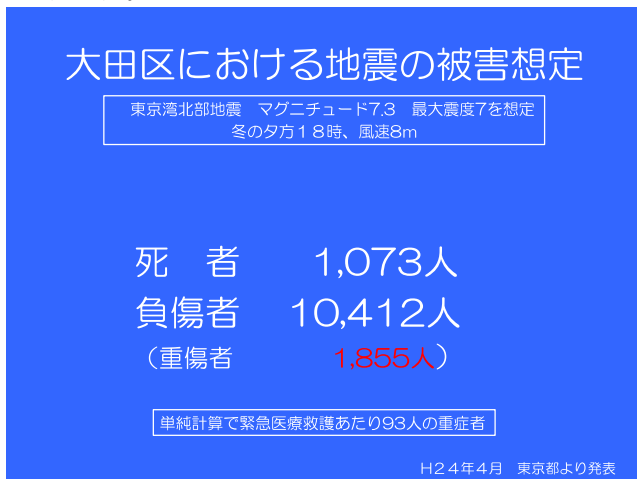 大田区における地震の被害想定
東京湾北部地震　マグニチュード7.3　最大震度7を想定
冬の夕方１８時、風速8m
死　者　　1,073人
負傷者　10,412人
（重傷者　　　　1,855人）
単純計算で緊急医療救護あたり93人の重症者
H２４年４月　東京都より発表